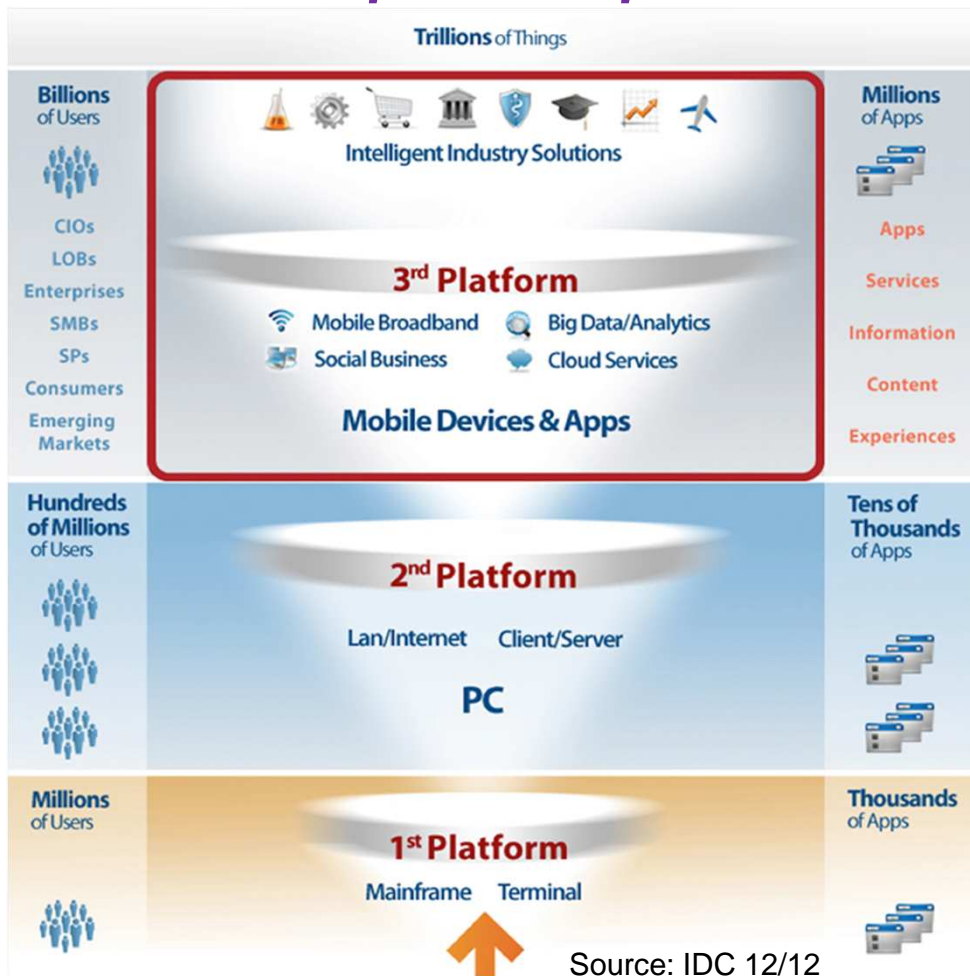 Trillions of Things
Billions
of Users
CIOs
LOBs
Enterprises
SMBs
SPs
Consumers
Emerging
Markets
Intelligent Industry Solutions
3rd Platform
Mobile Broadband
Big Data/Analytics
Social Business
Cloud Services
Mobile Devices & Apps
Millions
of Apps
Apps
Services
Information
Content
Experiences
Hundreds
of Millions
of Users
2nd Platform
Lan/Internet
Client/Server
PC
Tens of
Thousands
of Apps
Millions
of Users
1st Platform
Mainframe
Terminal
Thousands
of Apps
Source: IDC 12/12